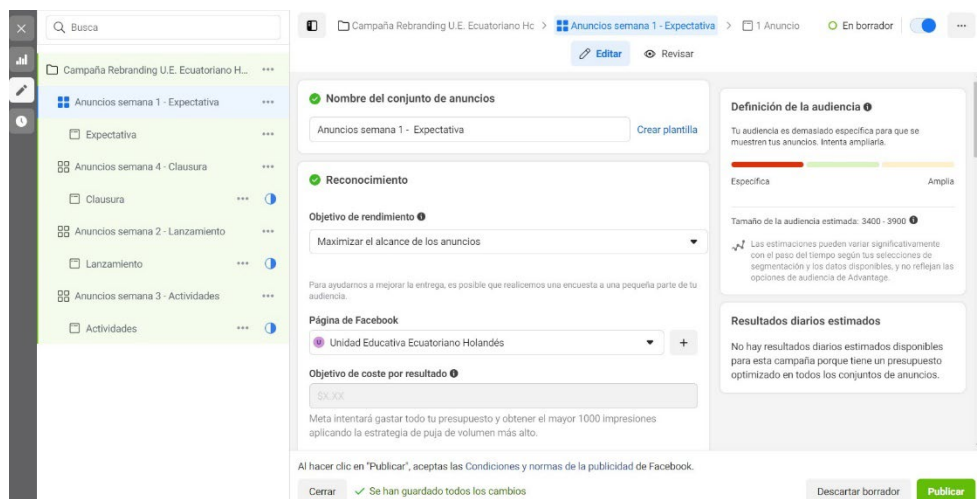 Busca
Campaña Rebranding U.E. Ecuatoriano H...
Anuncios semana 1 - Expectativa
Expectativa
Anuncios semana 4 - Clausura
Clausura
Anuncios semana 2 - Lanzamiento
Lanzamiento
Anuncios semana 3 - Actividades
Actividades
Campaña Rebranding U.E. Ecuatoriano Hc > Anuncios semana 1 - Expectativa > 1 Anuncio
En borrador
Editar
Revisar
Nombre del conjunto de anuncios
Anuncios semana 1 - Expectativa
Crear plantilla
Reconocimiento
Objetivo de rendimiento
Maximizar el alcance de los anuncios
Para ayudarnos a mejorar la entrega, es posible que realicemos una encuesta a una pequeña parte de tu
audiencia.
Página de Facebook
U Unidad Educativa Ecuatoriano Holandés
+
Objetivo de coste por resultado
$X.XX
Meta intentará gastar todo tu presupuesto y obtener el mayor 1000 impresiones
aplicando la estrategia de puja de volumen más alto.
Definición de la audiencia
Tu audiencia es demasiado específica para que se
muestren tus anuncios. Intenta ampliarla.
Específica Amplia
Tamaño de la audiencia estimada: 3400 - 3900
Las estimaciones pueden variar significativamente
con el paso del tiempo según tus selecciones de
segmentación y los datos disponibles, y no reflejan las
opciones de audiencia de Advantage.
Resultados diarios estimados
No hay resultados diarios estimados disponibles
para esta campaña porque tiene un presupuesto
optimizado en todos los conjuntos de anuncios.
Al hacer clic en "Publicar", aceptas las Condiciones y normas de la publicidad de Facebook.
Cerrar
Se han guardado todos los cambios
Descartar borrador
Publicar